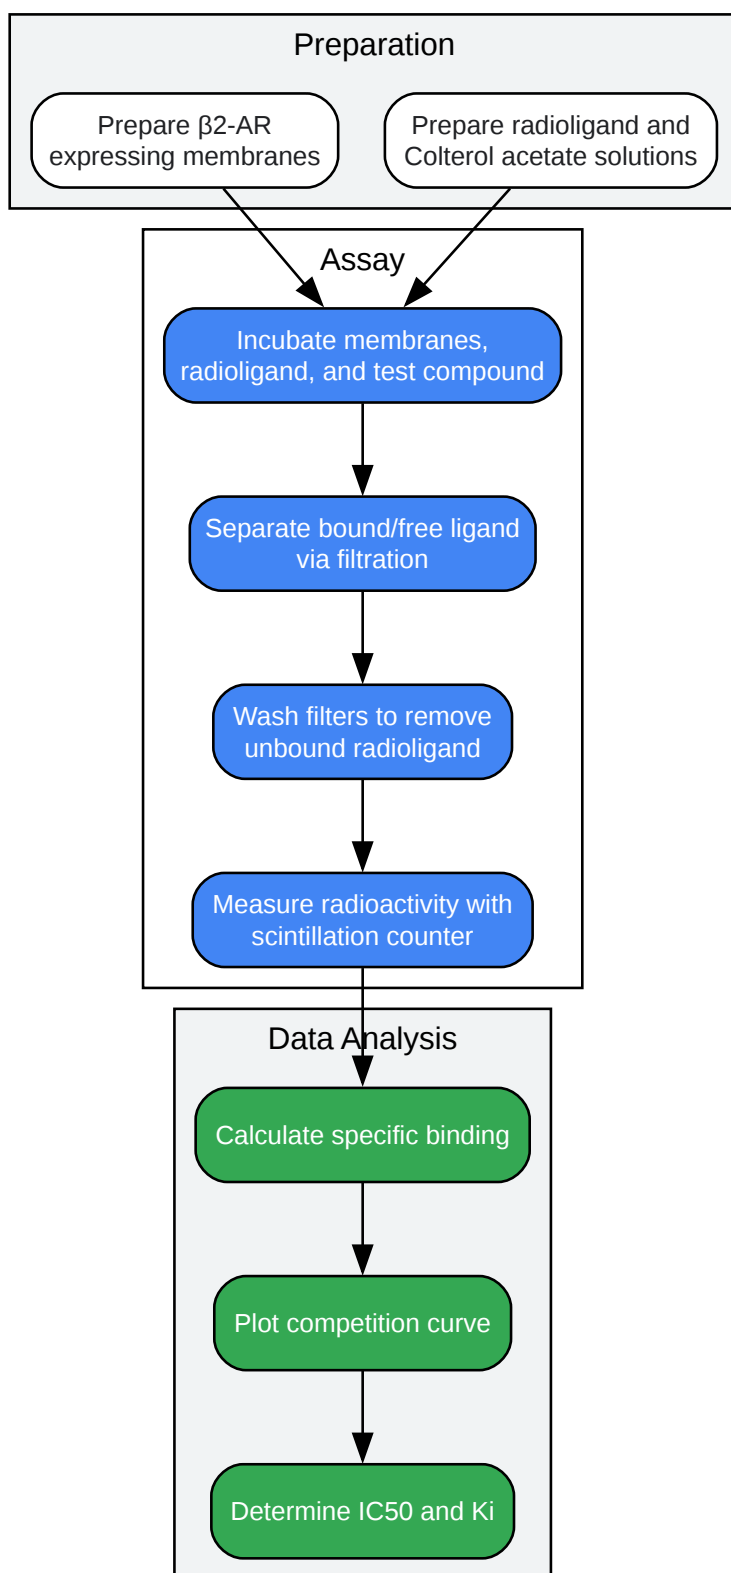 Preparation
Prepare β2-AR
expressing membranes
Prepare radioligand and
Colterol acetate solutions
Assay
Incubate membranes,
radioligand, and test compound
Separate bound/free ligand
via filtration
Wash filters to remove
unbound radioligand
Measure radioactivity with
scintillation counter
Data Analysis
Calculate specific binding
Plot competition curve
Determine IC50 and Ki